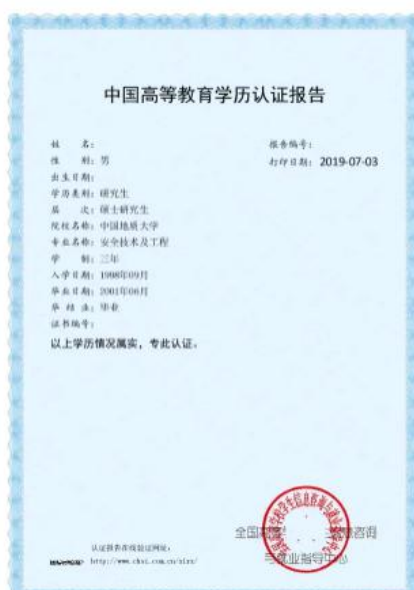 中国高等教育学历认证报告
姓 名：
报告编号：
性 别：男
打印日期：2019-07-03
出生日期：
学历类别：研究生
层 次：硕士研究生
院校名称：中国地质大学
专业名称：安全技术及工程
学 制：三年
入学日期：1998年09月
毕业日期：2001年06月
毕 结 业：毕业
证书编号：
以上学历情况属实，专此认证。
全国高
咨询
与就业指导中心
认证报告在线验证网址：
http://www.chsi.com.cn/xlrz/